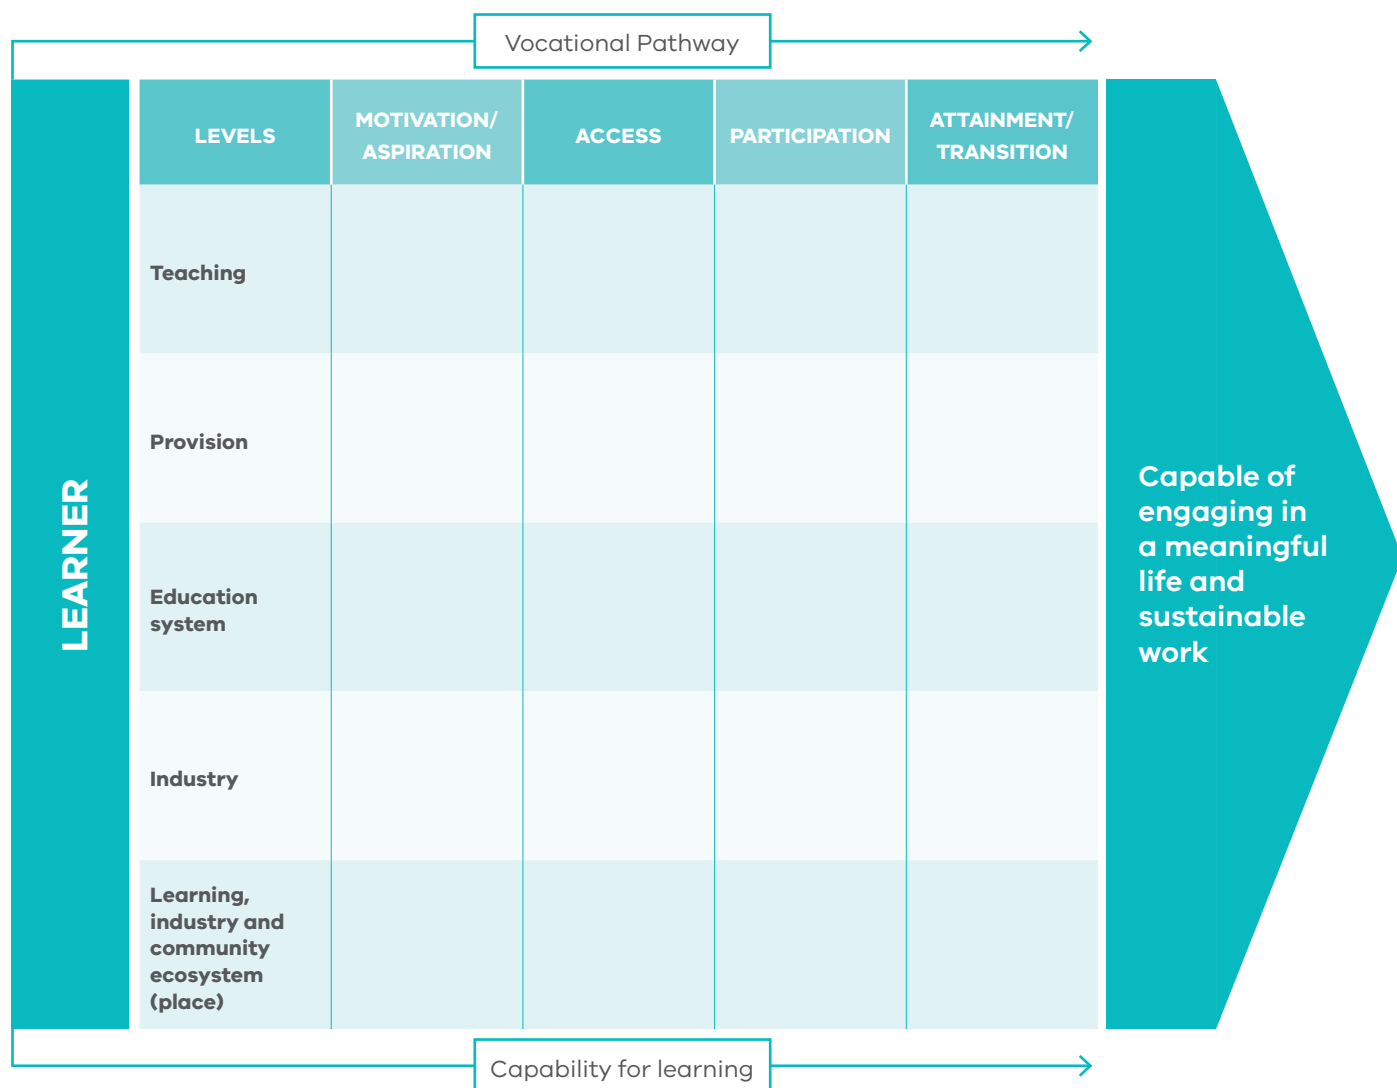 Vocational Pathway
LEVELS
MOTIVATION/
ASPIRATION
ACCESS
PARTICIPATION
ATTAINMENT/
TRANSITION
LEARNER
Teaching
Provision
Education
system
Industry
Learning,
industry and
community
ecosystem
(place)
Capable of
engaging in
a meaningful
life and
sustainable
work
Capability for learning